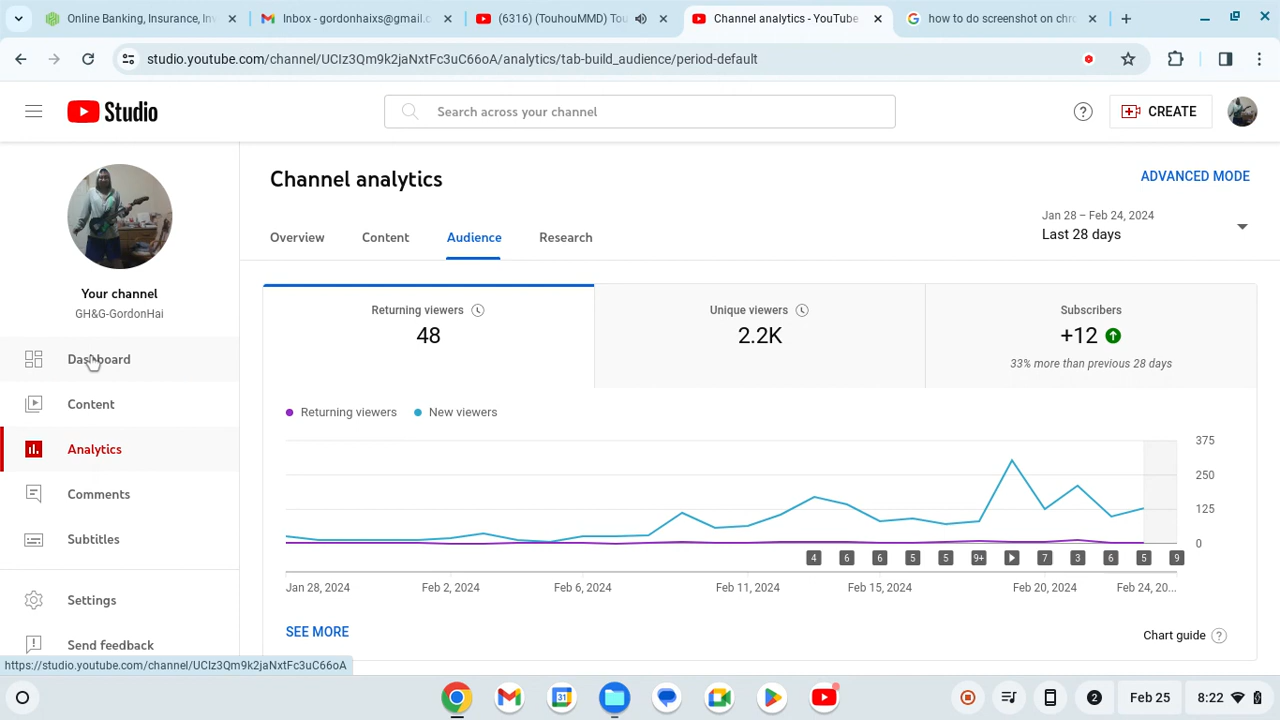 Online Banking, Insurance, Inv
Inbox - gordonhaixs@gmail.c
(6316) (TouhouMMD) Tou
Channel analytics - YouTube
how to do screenshot on chr
studio.youtube.com/channel/UCIz3Qm9k2jaNxtFc3uC66oA/analytics/tab-build_audience/period-default
Studio
Search across your channel
CREATE
Channel analytics
ADVANCED MODE
Overview
Content
Audience
Research
Jan 28 – Feb 24, 2024
Last 28 days
Your channel
GH&G-GordonHai
Dashboard
Content
Analytics
Comments
Subtitles
Settings
Send feedback
Returning viewers
48
Unique viewers
2.2K
Subscribers
+12
33% more than previous 28 days
Returning viewers
New viewers
375
250
125
0
4 6 6 5 5 9+ 7 3 6 5 9
Jan 28, 2024 Feb 2, 2024 Feb 6, 2024 Feb 11, 2024 Feb 15, 2024 Feb 20, 2024 Feb 24, 20...
SEE MORE
Chart guide
https://studio.youtube.com/channel/UCIz3Qm9k2jaNxtFc3uC66oA
31
2
Feb 25
8:22